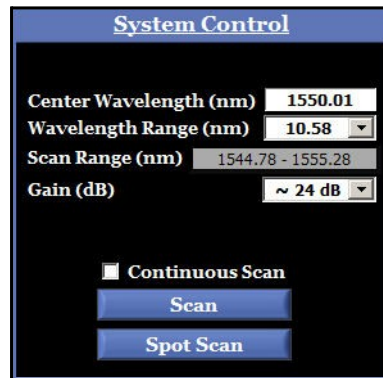 System Control
Center Wavelength (nm) 1550.01
Wavelength Range (nm) 10.58
Scan Range (nm) 1544.78 - 1555.28
Gain (dB) ~ 24 dB
Continuous Scan
Scan
Spot Scan